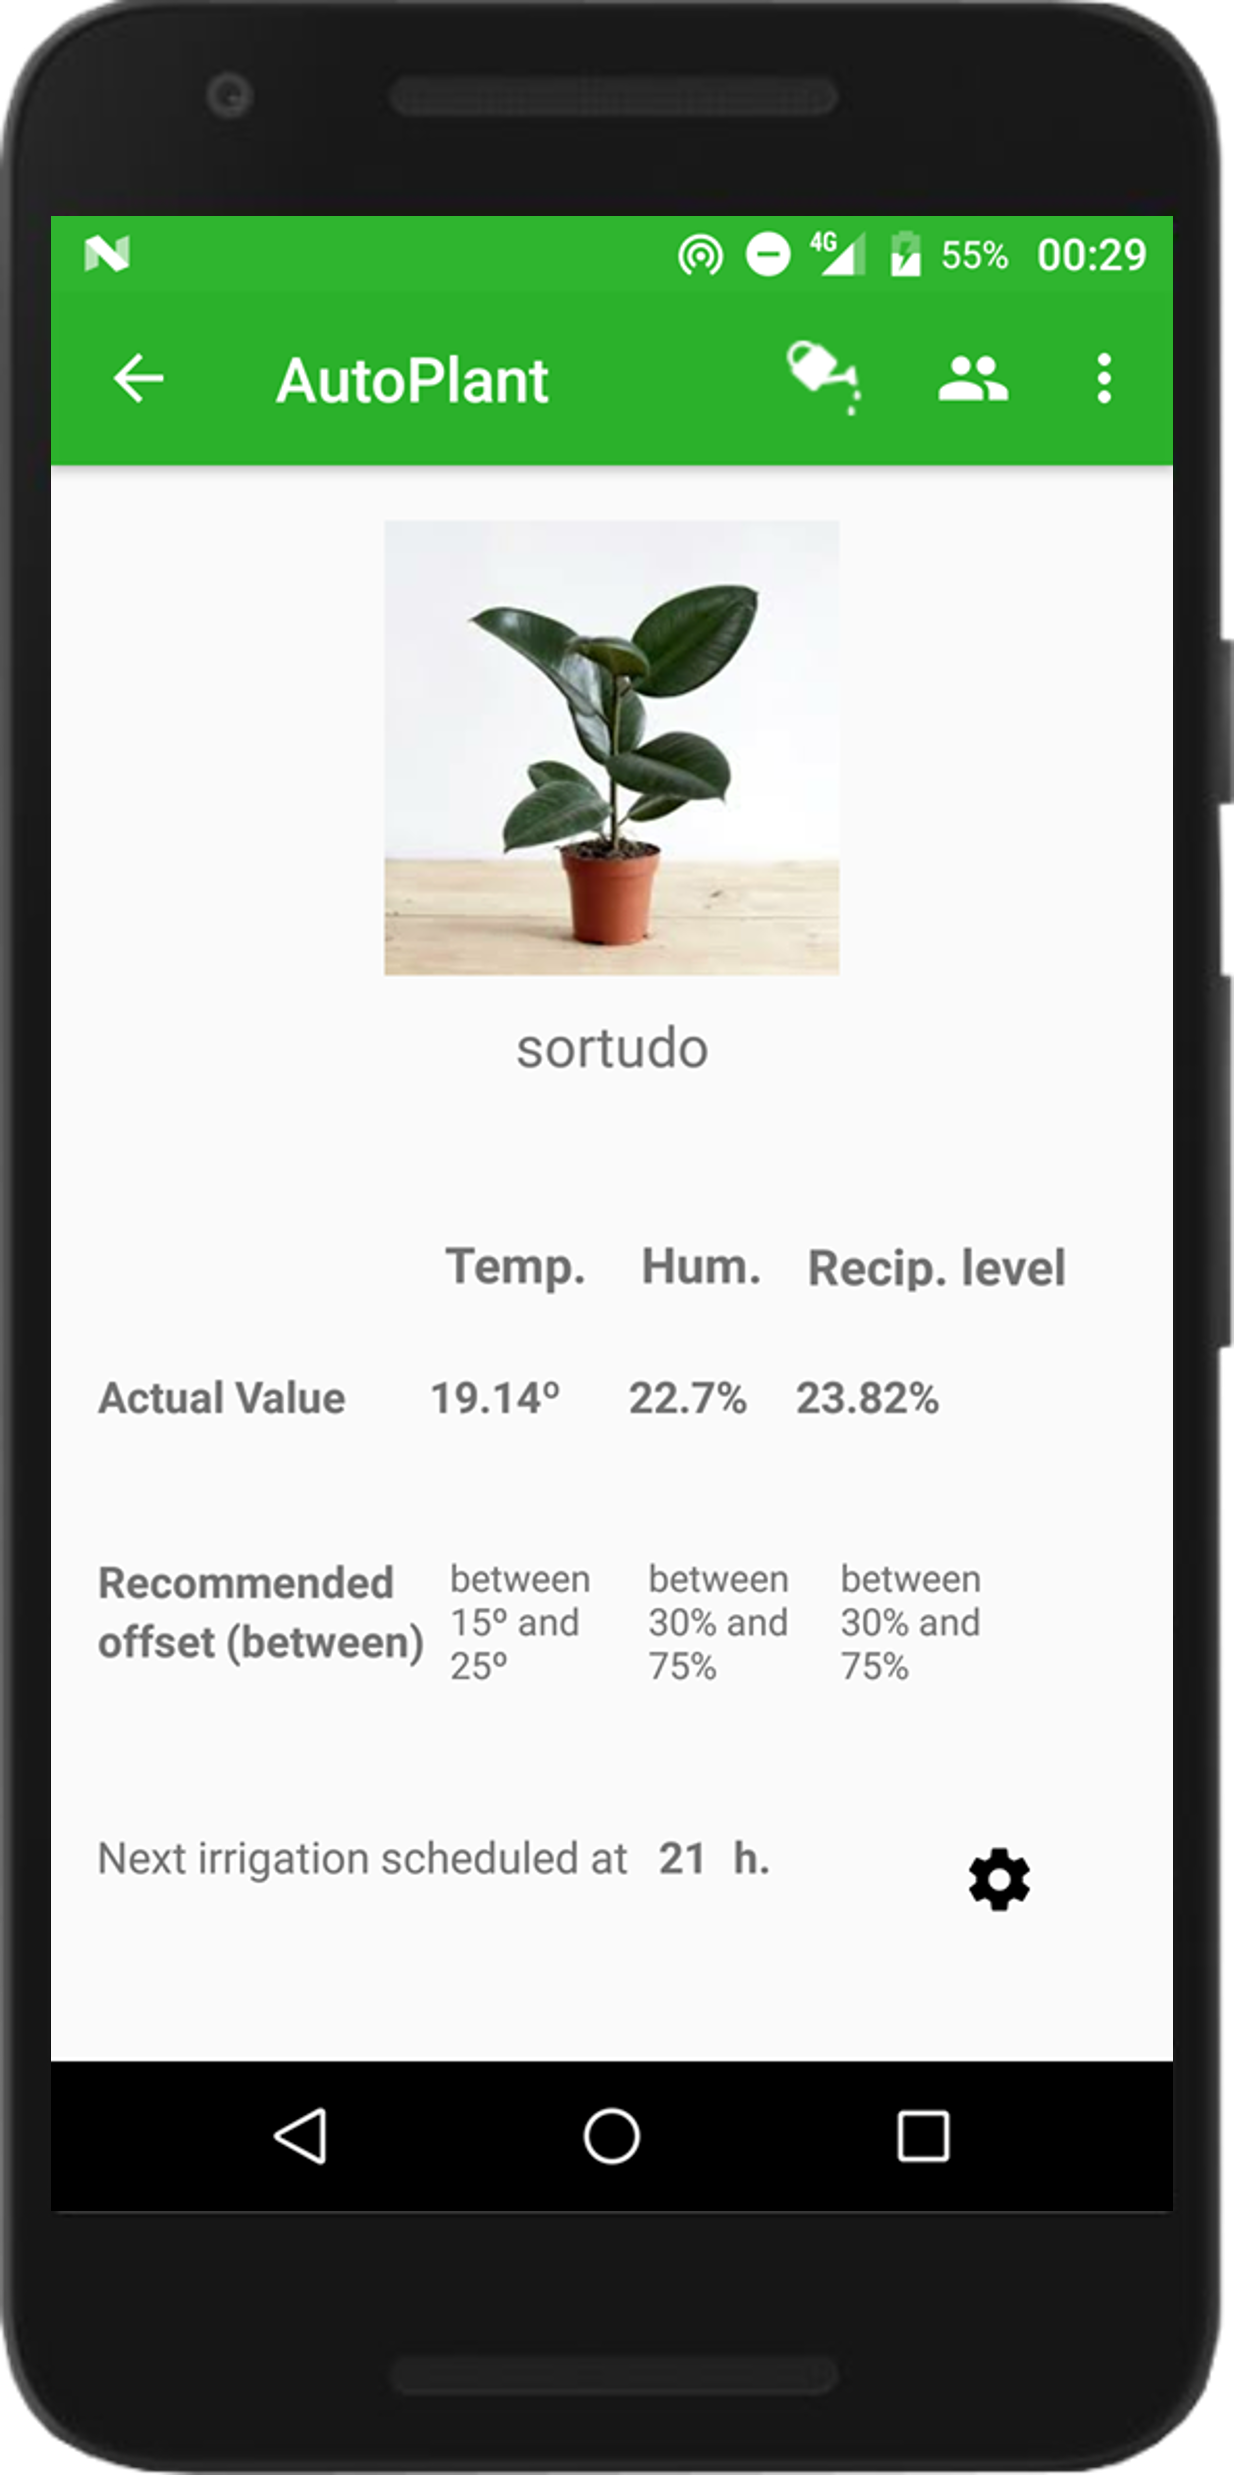 4G 55% 00:29
AutoPlant
sortudo
Temp. Hum. Recip. level
Actual Value 19.14º 22.7% 23.82%
Recommended offset (between)
between 15º and 25º
between 30% and 75%
between 30% and 75%
Next irrigation scheduled at 21 h.